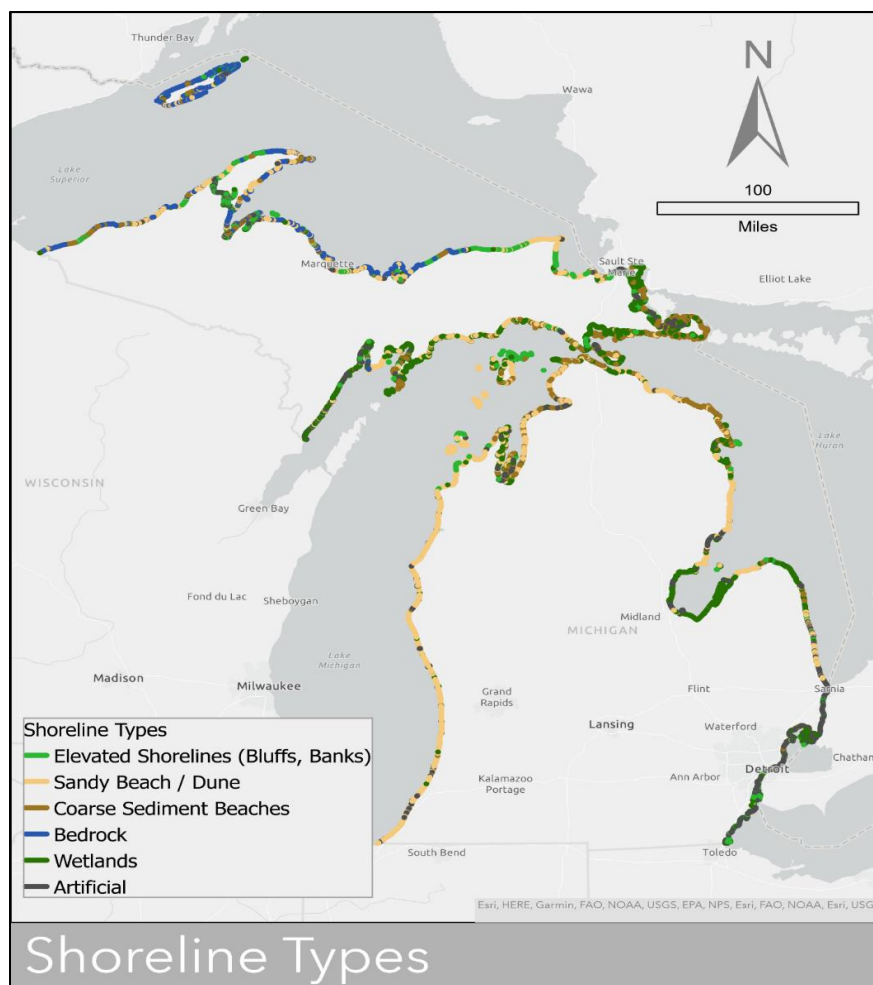 Thunder Bay
Wawa
N
Lake
Superior
100
Miles
Marquette
Sault Ste
Marie
Elliot Lake
Lake
Huron
WISCONSIN
Green Bay
Fond du Lac
Sheboygan
Midland
MICHIGAN
Lake
Michigan
Madison
Milwaukee
Grand
Rapids
Flint
Sarnia
Lansing
Waterford
Shoreline Types
Elevated Shorelines (Bluffs, Banks)
Sandy Beach / Dune
Coarse Sediment Beaches
Bedrock
Wetlands
Artificial
Kalamazoo
Portage
Ann Arbor
Detroit
Chatham
South Bend
Toledo
Esri, HERE, Garmin, FAO, NOAA, USGS, EPA, NPS, Esri, FAO, NOAA, Esri, USG
Shoreline Types